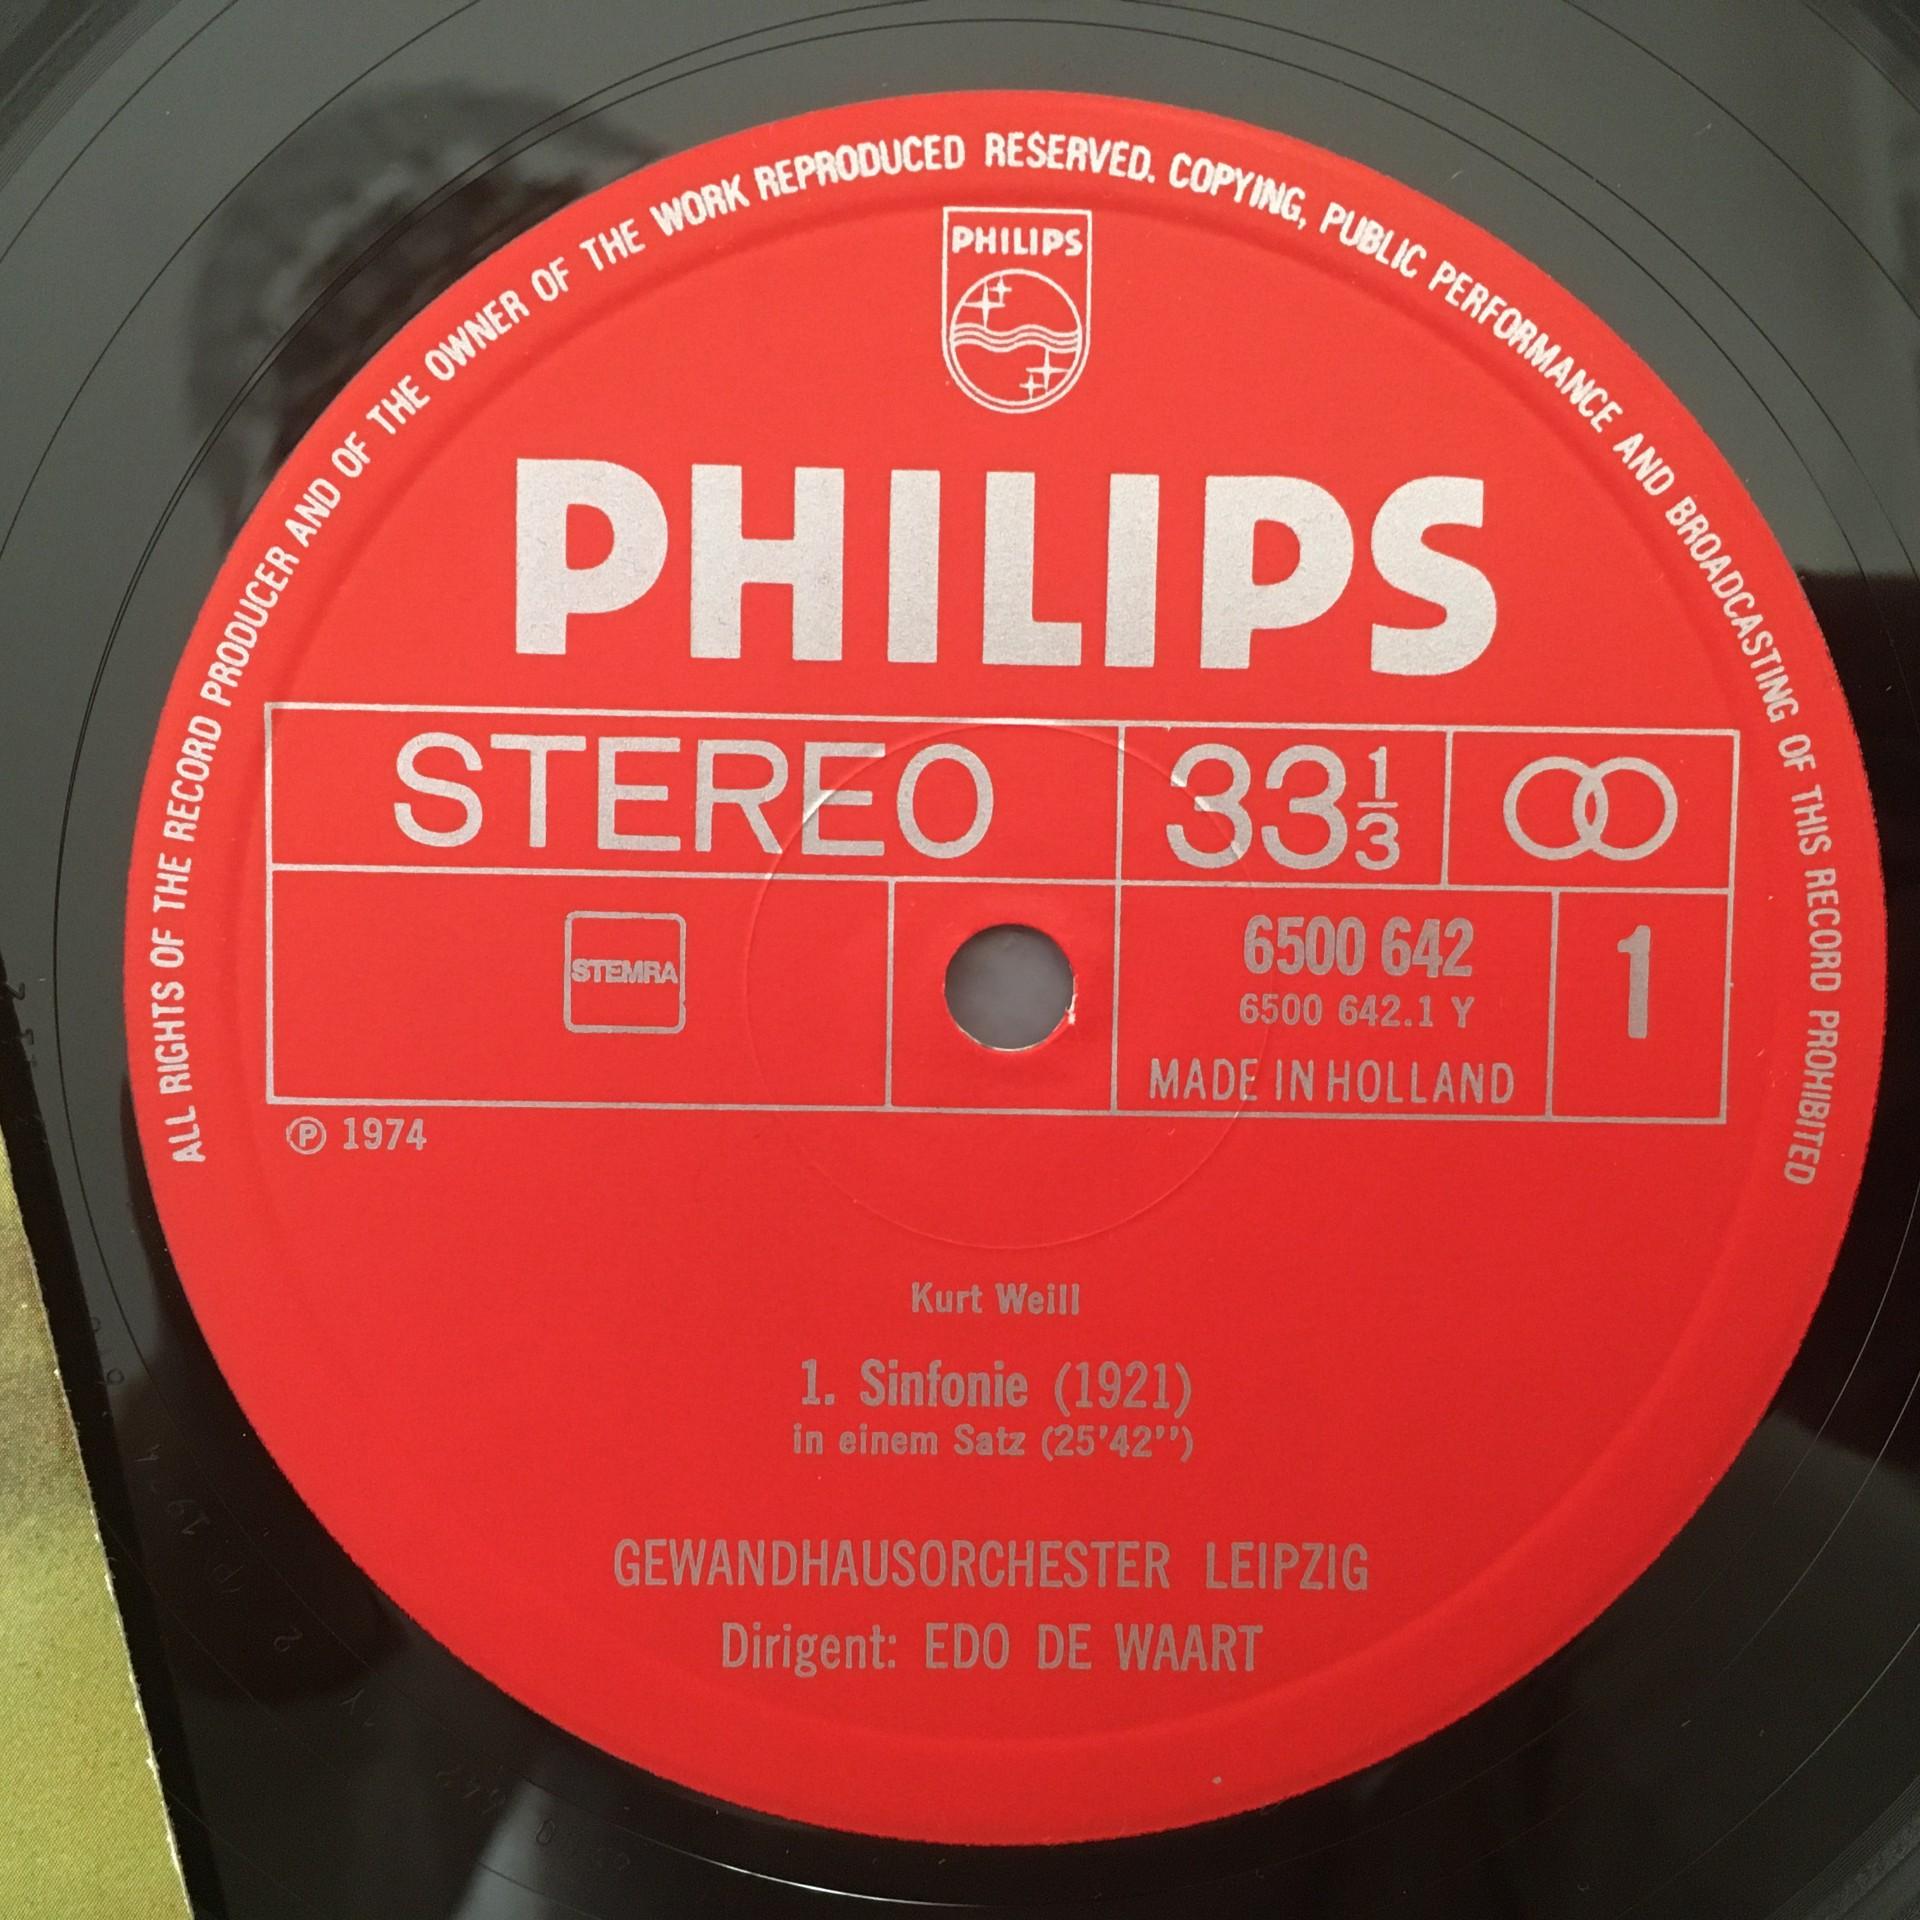 ALL RIGHTS OF THE RECORD PRODUCER AND OF THE OWNER OF THE WORK REPRODUCED RESERVED. COPYING, PUBLIC PERFORMANCE AND BROADCASTING OF THIS RECORD PROHIBITED
PHILIPS
PHILIPS
STEREO 33 1/3
STEMRA
6500 642 1
6500 642.1 Y
MADE IN HOLLAND
Ⓟ 1974
Kurt Weill
1. Sinfonie (1921)
in einem Satz (25'42'')
GEWANDHAUSORCHESTER LEIPZIG
Dirigent: EDO DE WAART